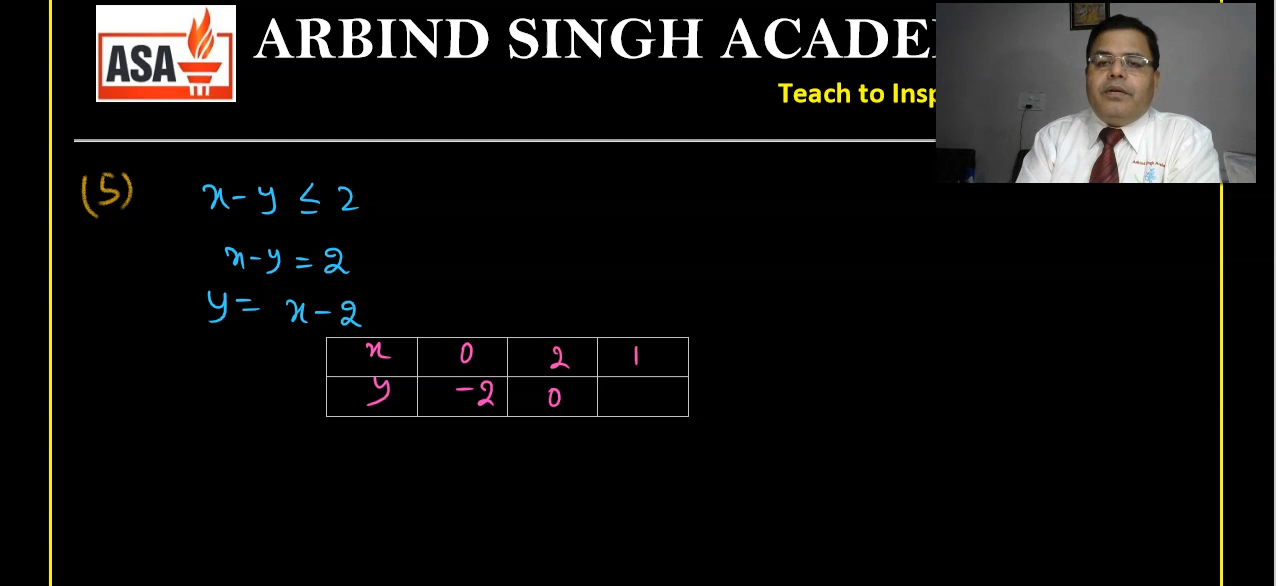 ASA
ARBIND SINGH ACADE
Teach to Insp
(5) x - y ≤ 2
x - y = 2
y = x - 2
x 0 2 1
y -2 0